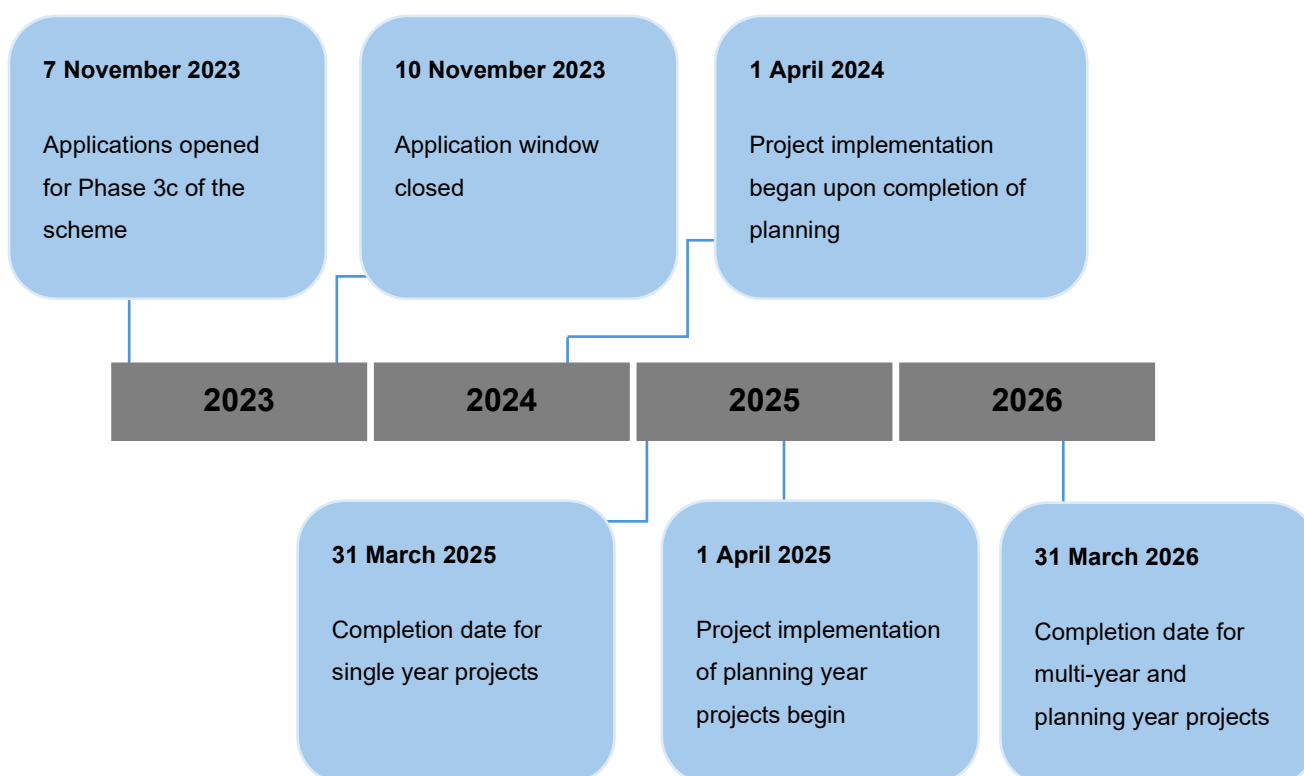 7 November 2023
Applications opened
for Phase 3c of the
scheme
10 November 2023
Application window
closed
1 April 2024
Project implementation
began upon completion of
planning
2023
2024
2025
2026
31 March 2025
Completion date for
single year projects
1 April 2025
Project implementation
of planning year
projects begin
31 March 2026
Completion date for
multi-year and
planning year projects